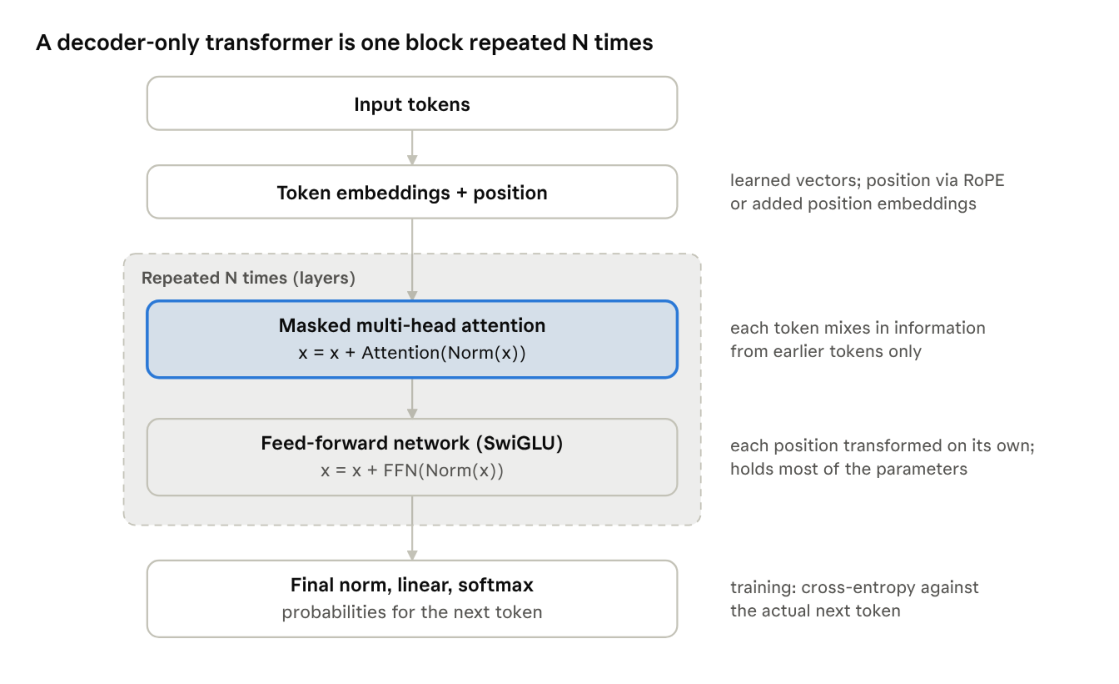 A decoder-only transformer is one block repeated N times
Input tokens
Token embeddings + position
learned vectors; position via RoPE
or added position embeddings
Repeated N times (layers)
Masked multi-head attention
x = x + Attention(Norm(x))
each token mixes in information
from earlier tokens only
Feed-forward network (SwiGLU)
x = x + FFN(Norm(x))
each position transformed on its own;
holds most of the parameters
Final norm, linear, softmax
probabilities for the next token
training: cross-entropy against
the actual next token